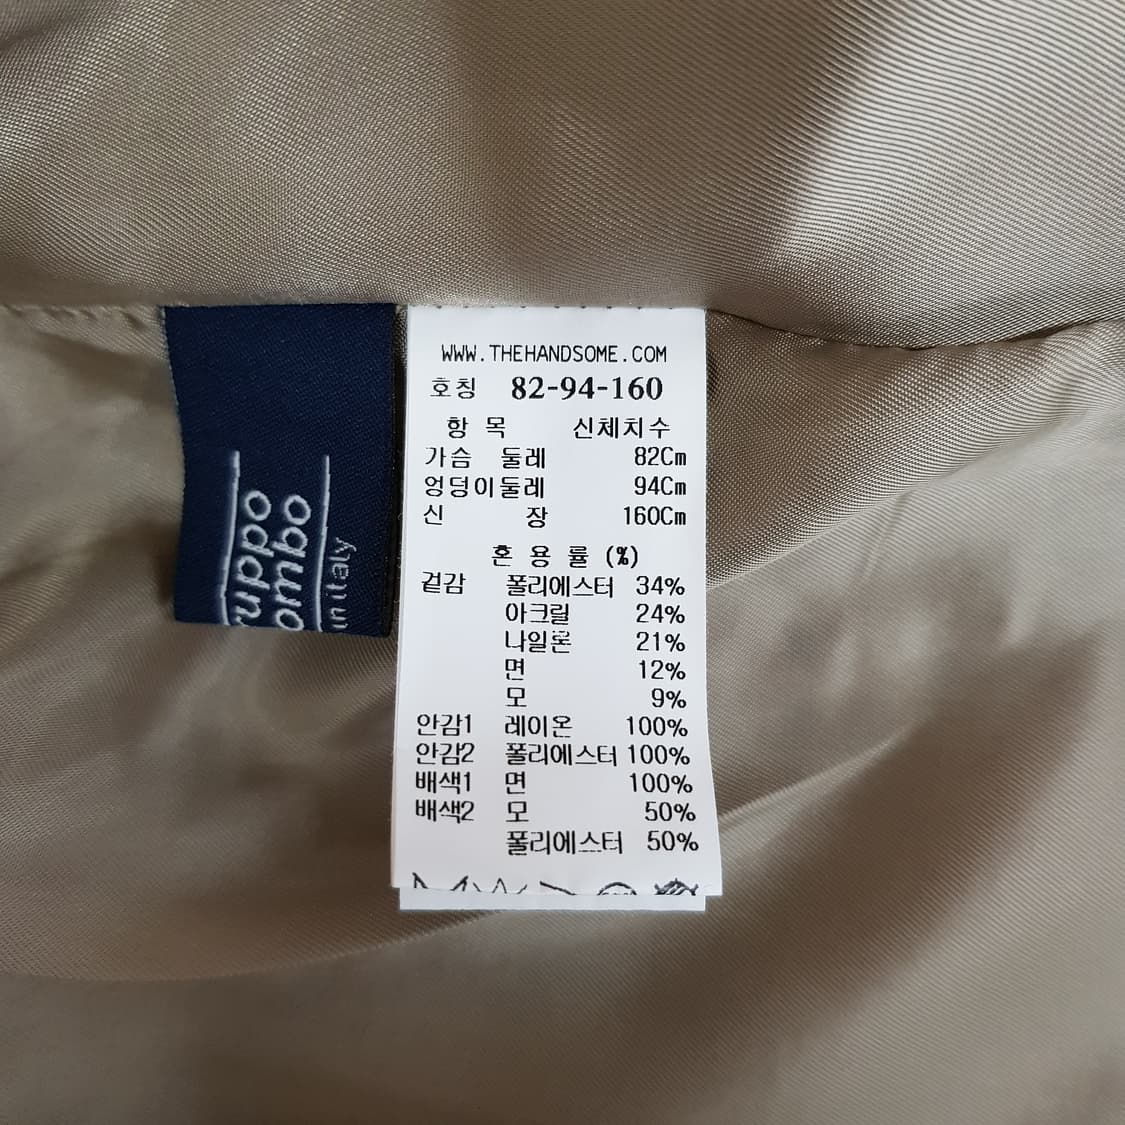 WWW.THEHANDSOME.COM
호칭 82-94-160
항 목 신체치수
가슴 둘레 82Cm
엉덩이둘레 94Cm
신 장 160Cm
혼 용 률 (%)
겉감 폴리에스터 34%
아크릴 24%
나일론 21%
면 12%
모 9%
안감1 레이온 100%
안감2 폴리에스터 100%
배색1 면 100%
배색2 모 50%
폴리에스터 50%
ruppo
ombo
in italy